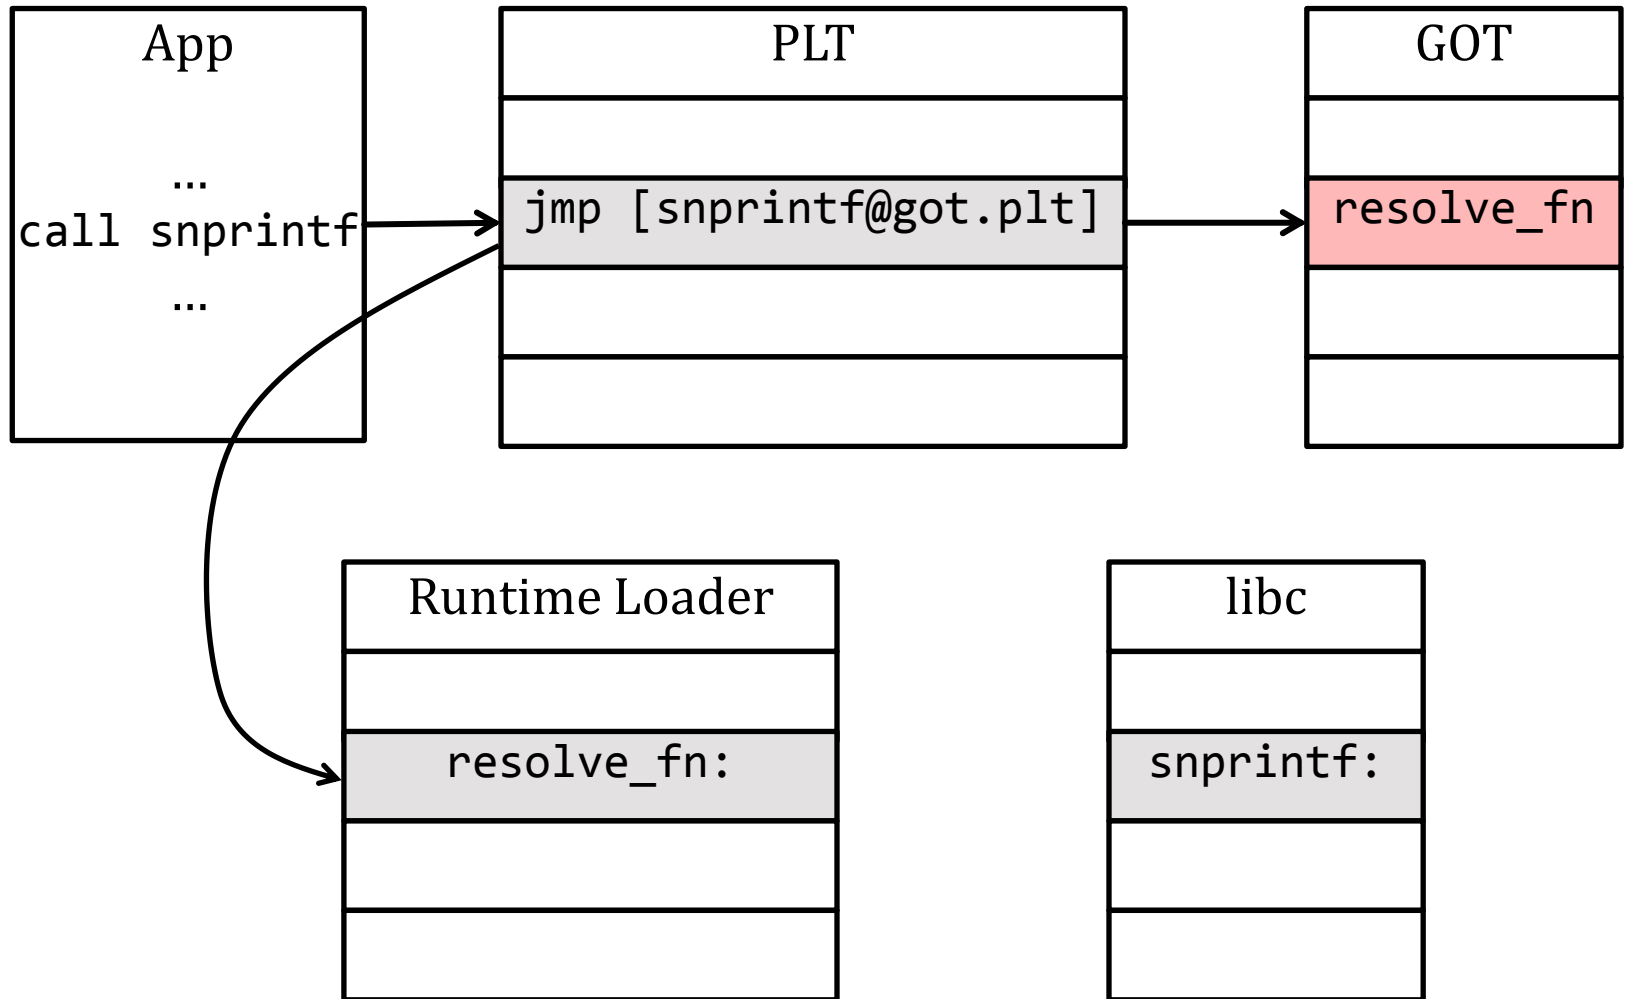 App
…
call snprintf
…
PLT
jmp [snprintf@got.plt]
GOT
resolve_fn
Runtime Loader
resolve_fn:
libc
snprintf: